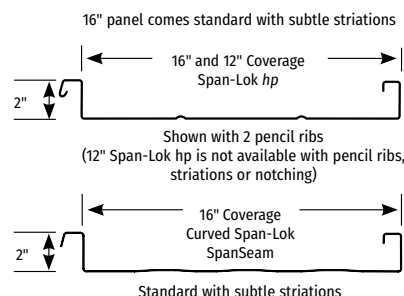 16" panel comes standard with subtle striations
16" and 12" Coverage
Span-Lok hp
2"
Shown with 2 pencil ribs
(12" Span-Lok hp is not available with pencil ribs,
striations or notching)
16" Coverage
Curved Span-Lok
SpanSeam
2"
Standard with subtle striations